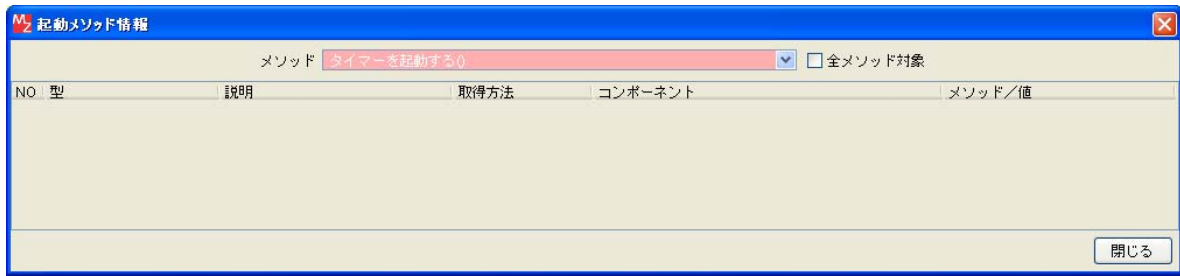 MZ 起動メソッド情報
メソッド タイマーを起動する() 全メソッド対象
NO 型 説明 取得方法 コンポーネント メソッド／値
閉じる